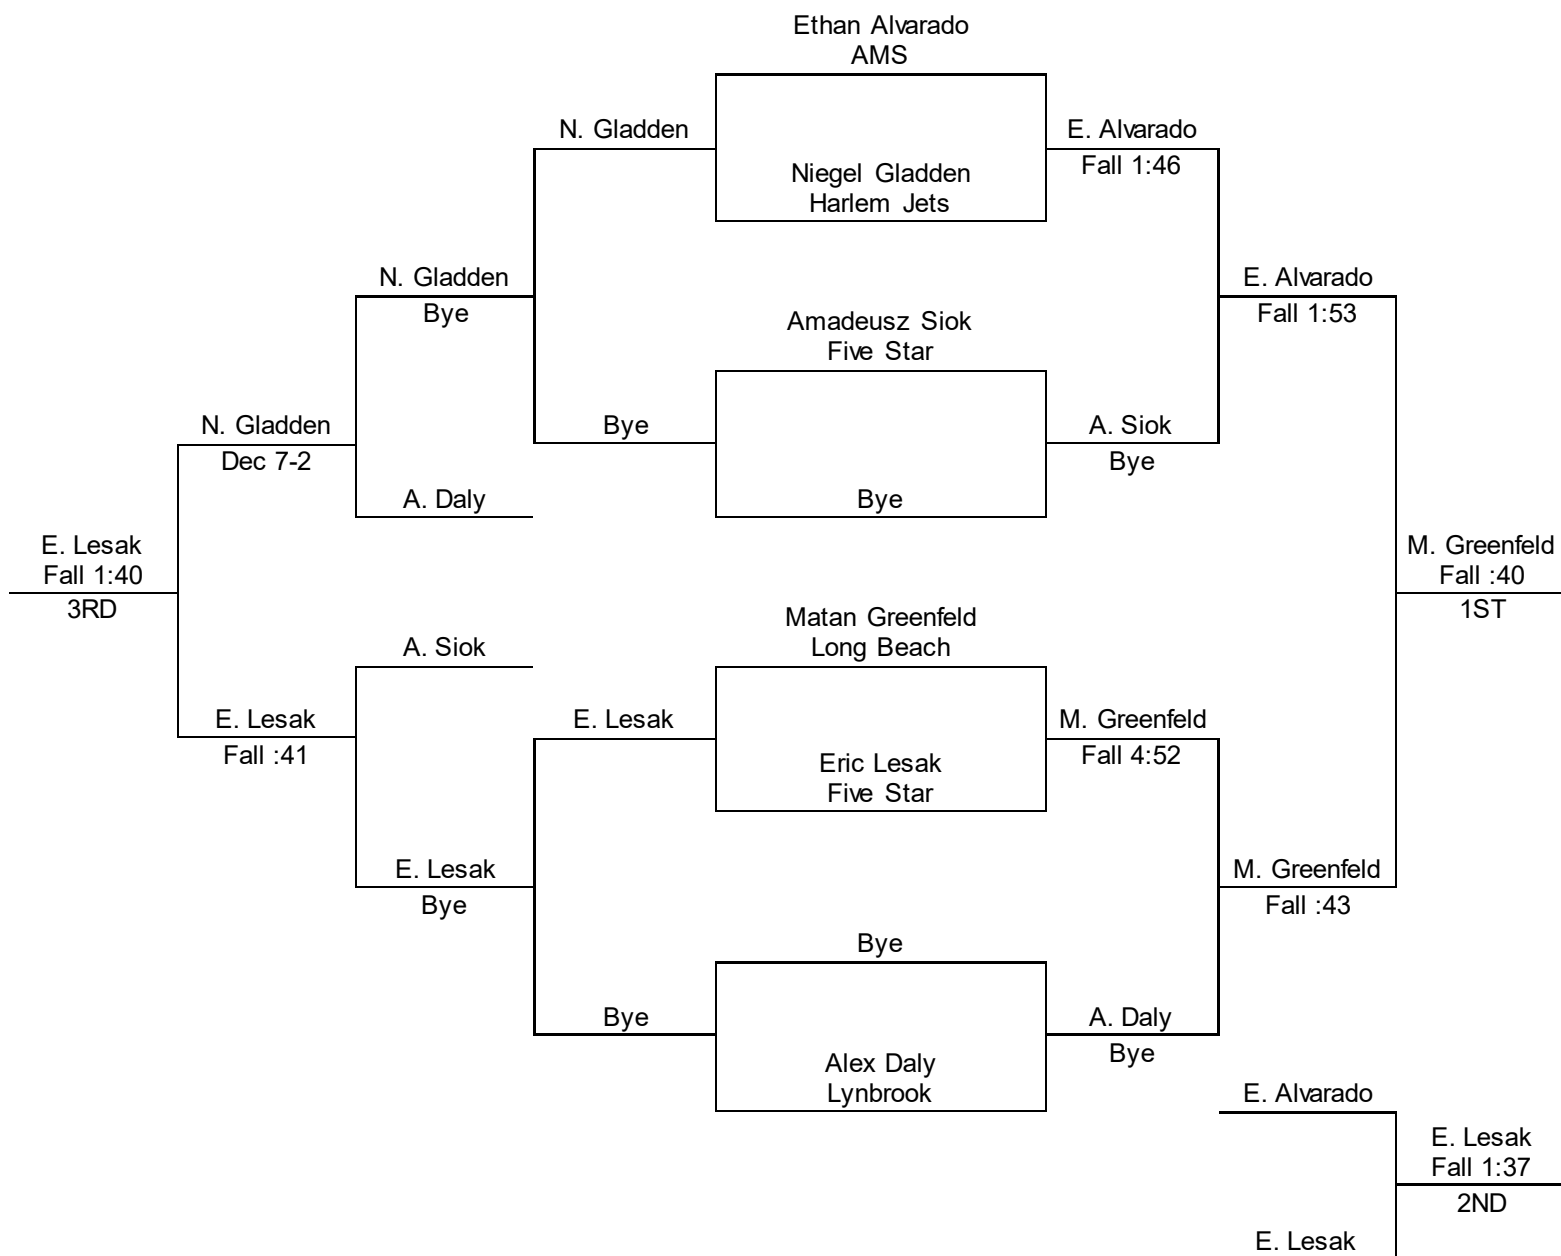 Ethan Alvarado
AMS
N. Gladden
E. Alvarado
Fall 1:46
Niegel Gladden
Harlem Jets
N. Gladden
Bye
E. Alvarado
Fall 1:53
Amadeusz Siok
Five Star
N. Gladden
Dec 7-2
Bye
A. Siok
Bye
A. Daly
Bye
E. Lesak
Fall 1:40
3RD
M. Greenfeld
Fall :40
1ST
Matan Greenfeld
Long Beach
A. Siok
E. Lesak
Fall :41
E. Lesak
M. Greenfeld
Fall 4:52
Eric Lesak
Five Star
E. Lesak
Bye
M. Greenfeld
Fall :43
Bye
Bye
A. Daly
Bye
Alex Daly
Lynbrook
E. Alvarado
E. Lesak
Fall 1:37
2ND
E. Lesak